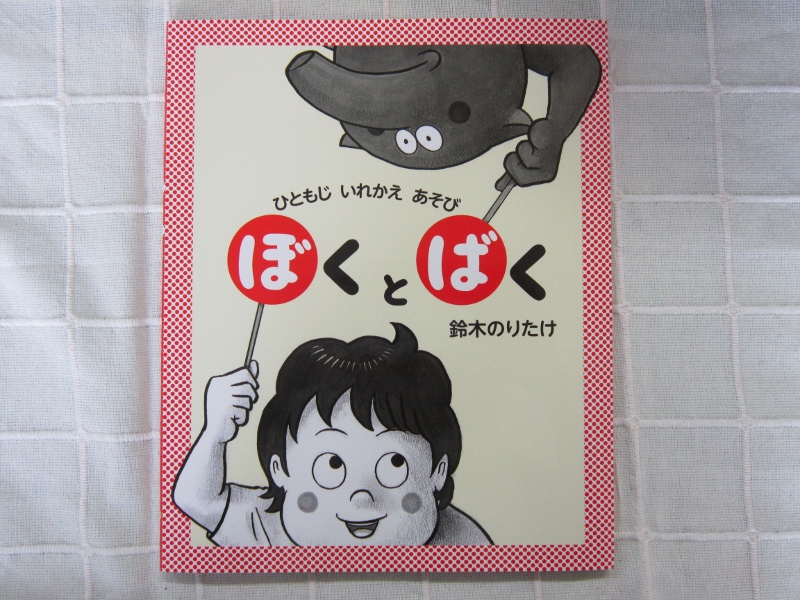 ひともじ いれかえ あそび
ぼくとばく
鈴木のりたけ